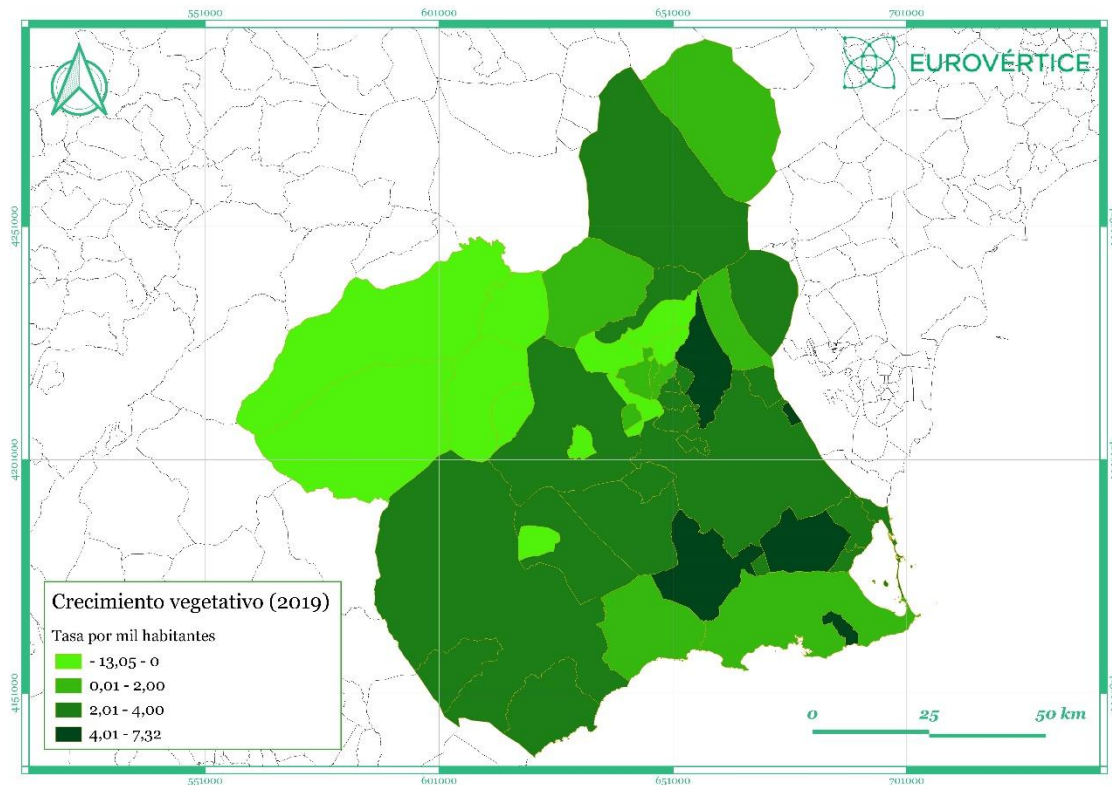 551000 601000 651000 701000
EUROVÉRTICE
4251000
4201000
4151000
Crecimiento vegetativo (2019)
Tasa por mil habitantes
- 13,05 - 0
0,01 - 2,00
2,01 - 4,00
4,01 - 7,32
0 25 50 km
551000 601000 651000 701000